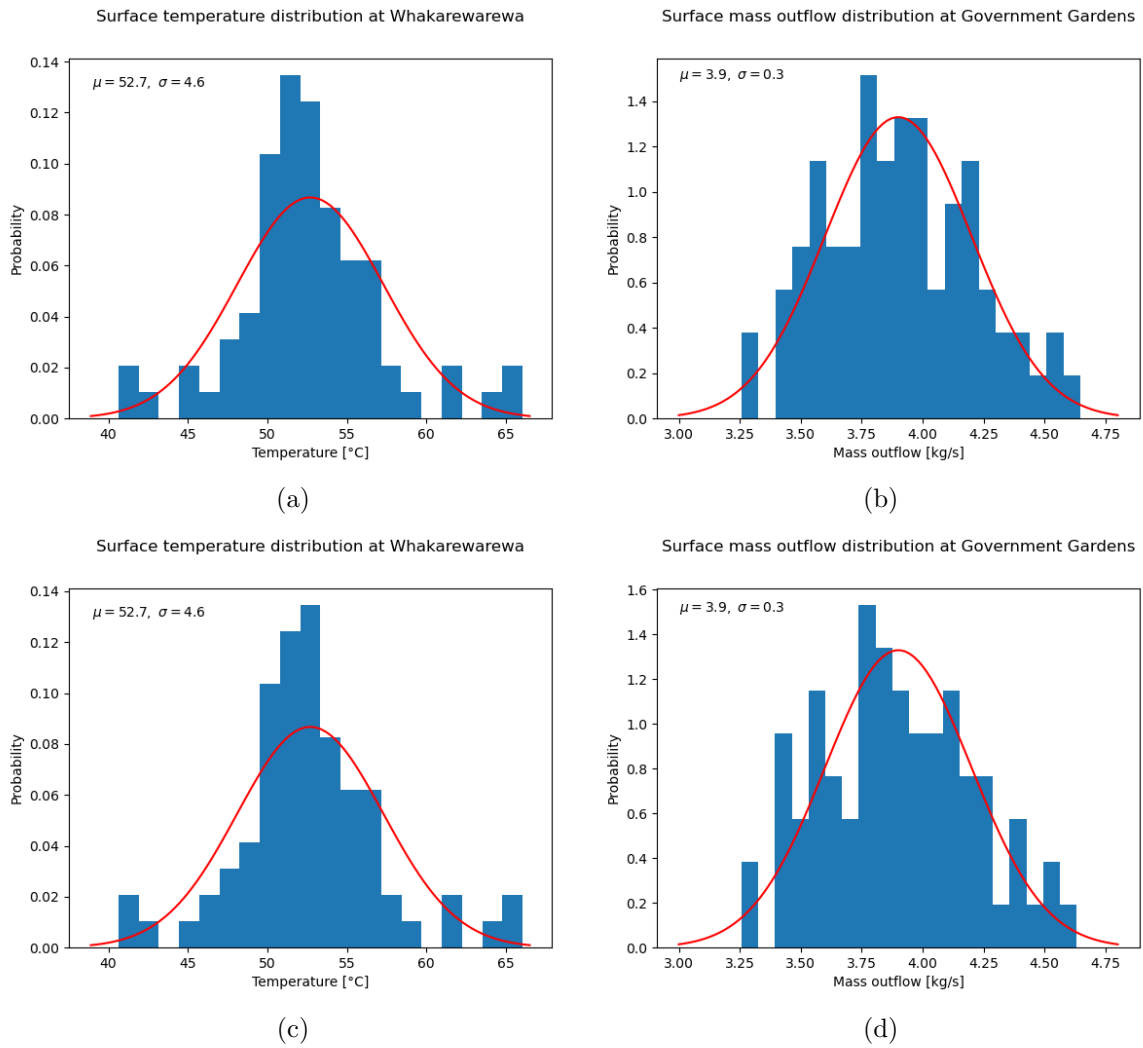 Surface temperature distribution at Whakarewarewa
μ = 52.7, σ = 4.6
Probability
0.14
0.12
0.10
0.08
0.06
0.04
0.02
0.00
40 45 50 55 60 65
Temperature [°C]
(a)
Surface mass outflow distribution at Government Gardens
μ = 3.9, σ = 0.3
Probability
1.4
1.2
1.0
0.8
0.6
0.4
0.2
0.0
3.00 3.25 3.50 3.75 4.00 4.25 4.50 4.75
Mass outflow [kg/s]
(b)
Surface temperature distribution at Whakarewarewa
μ = 52.7, σ = 4.6
Probability
0.14
0.12
0.10
0.08
0.06
0.04
0.02
0.00
40 45 50 55 60 65
Temperature [°C]
(c)
Surface mass outflow distribution at Government Gardens
μ = 3.9, σ = 0.3
Probability
1.6
1.4
1.2
1.0
0.8
0.6
0.4
0.2
0.0
3.00 3.25 3.50 3.75 4.00 4.25 4.50 4.75
Mass outflow [kg/s]
(d)